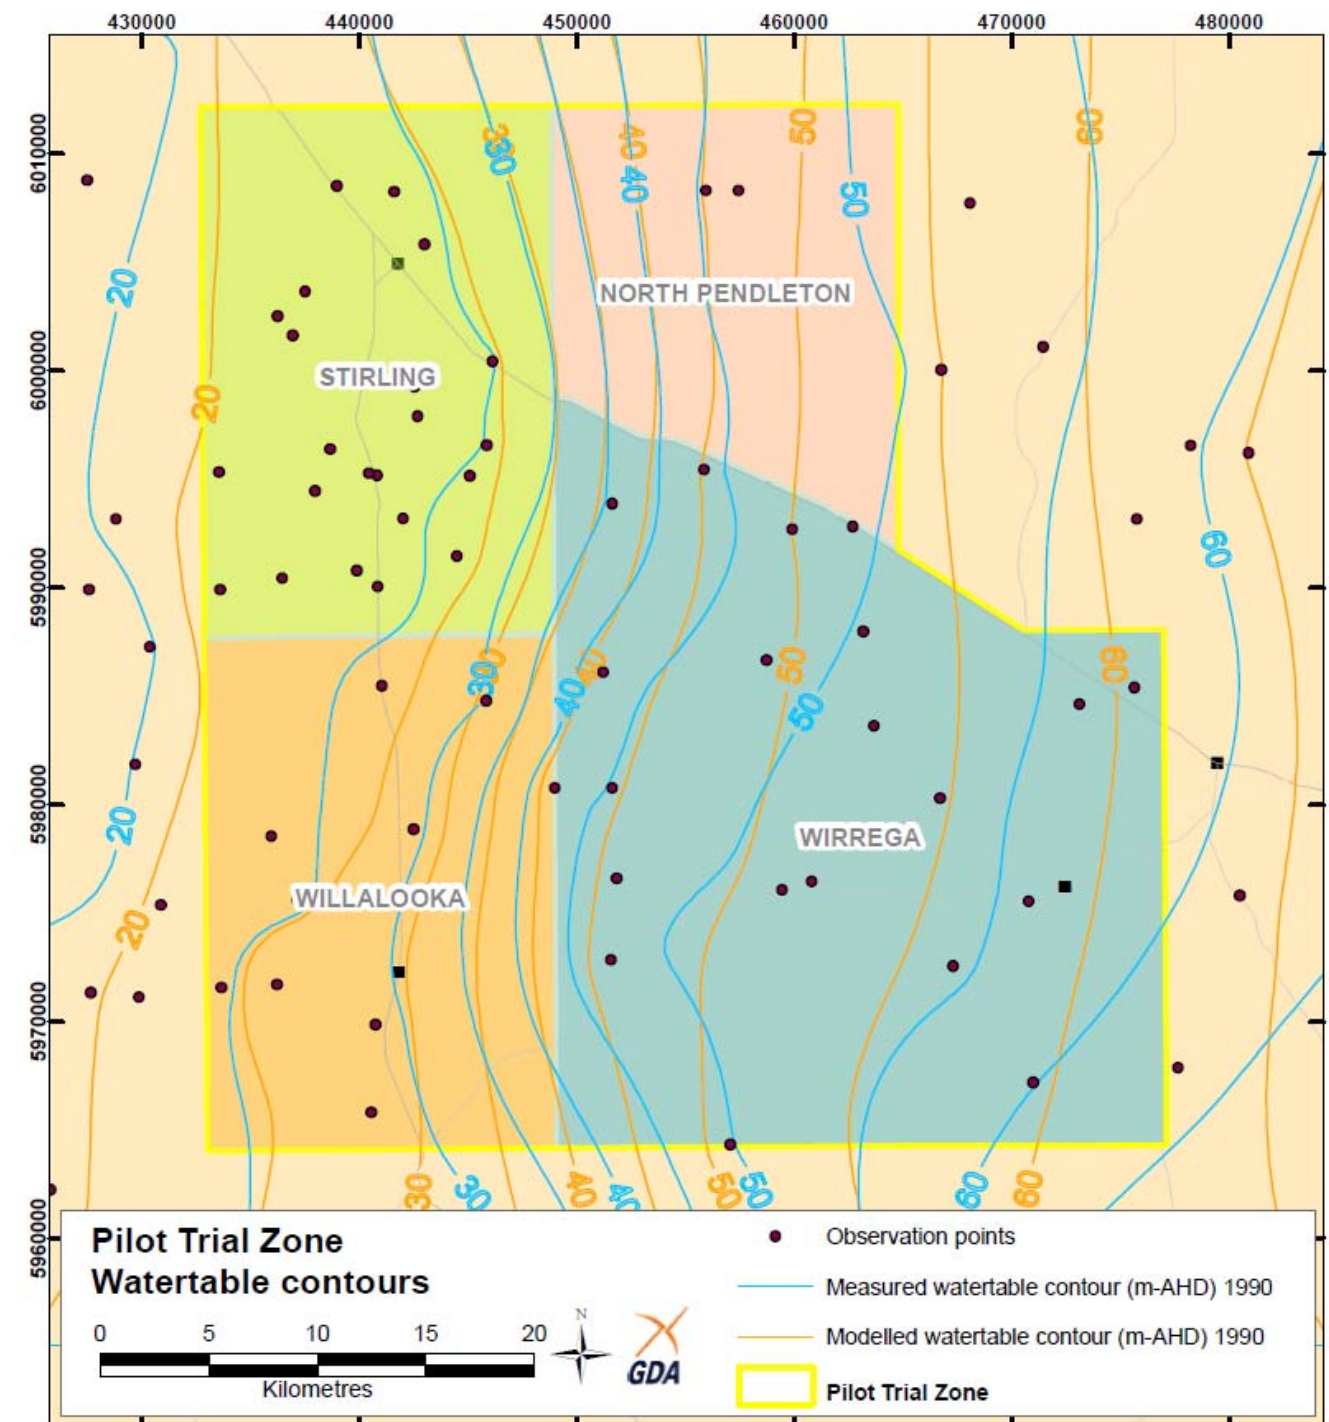 430000 440000 450000 460000 470000 480000
6010000
6000000
5990000
5980000
5970000
5960000
30 40 50 60
30 40 50
20
NORTH PENDLETON
STIRLING
20
60
30 40 50 60
30 40 50
20
WIRREGA
WILLALOOKA
20
30 30 40 40 50 50 60 60
Pilot Trial Zone
Watertable contours
0 5 10 15 20
Kilometres
N
GDA
Observation points
Measured watertable contour (m-AHD) 1990
Modelled watertable contour (m-AHD) 1990
Pilot Trial Zone